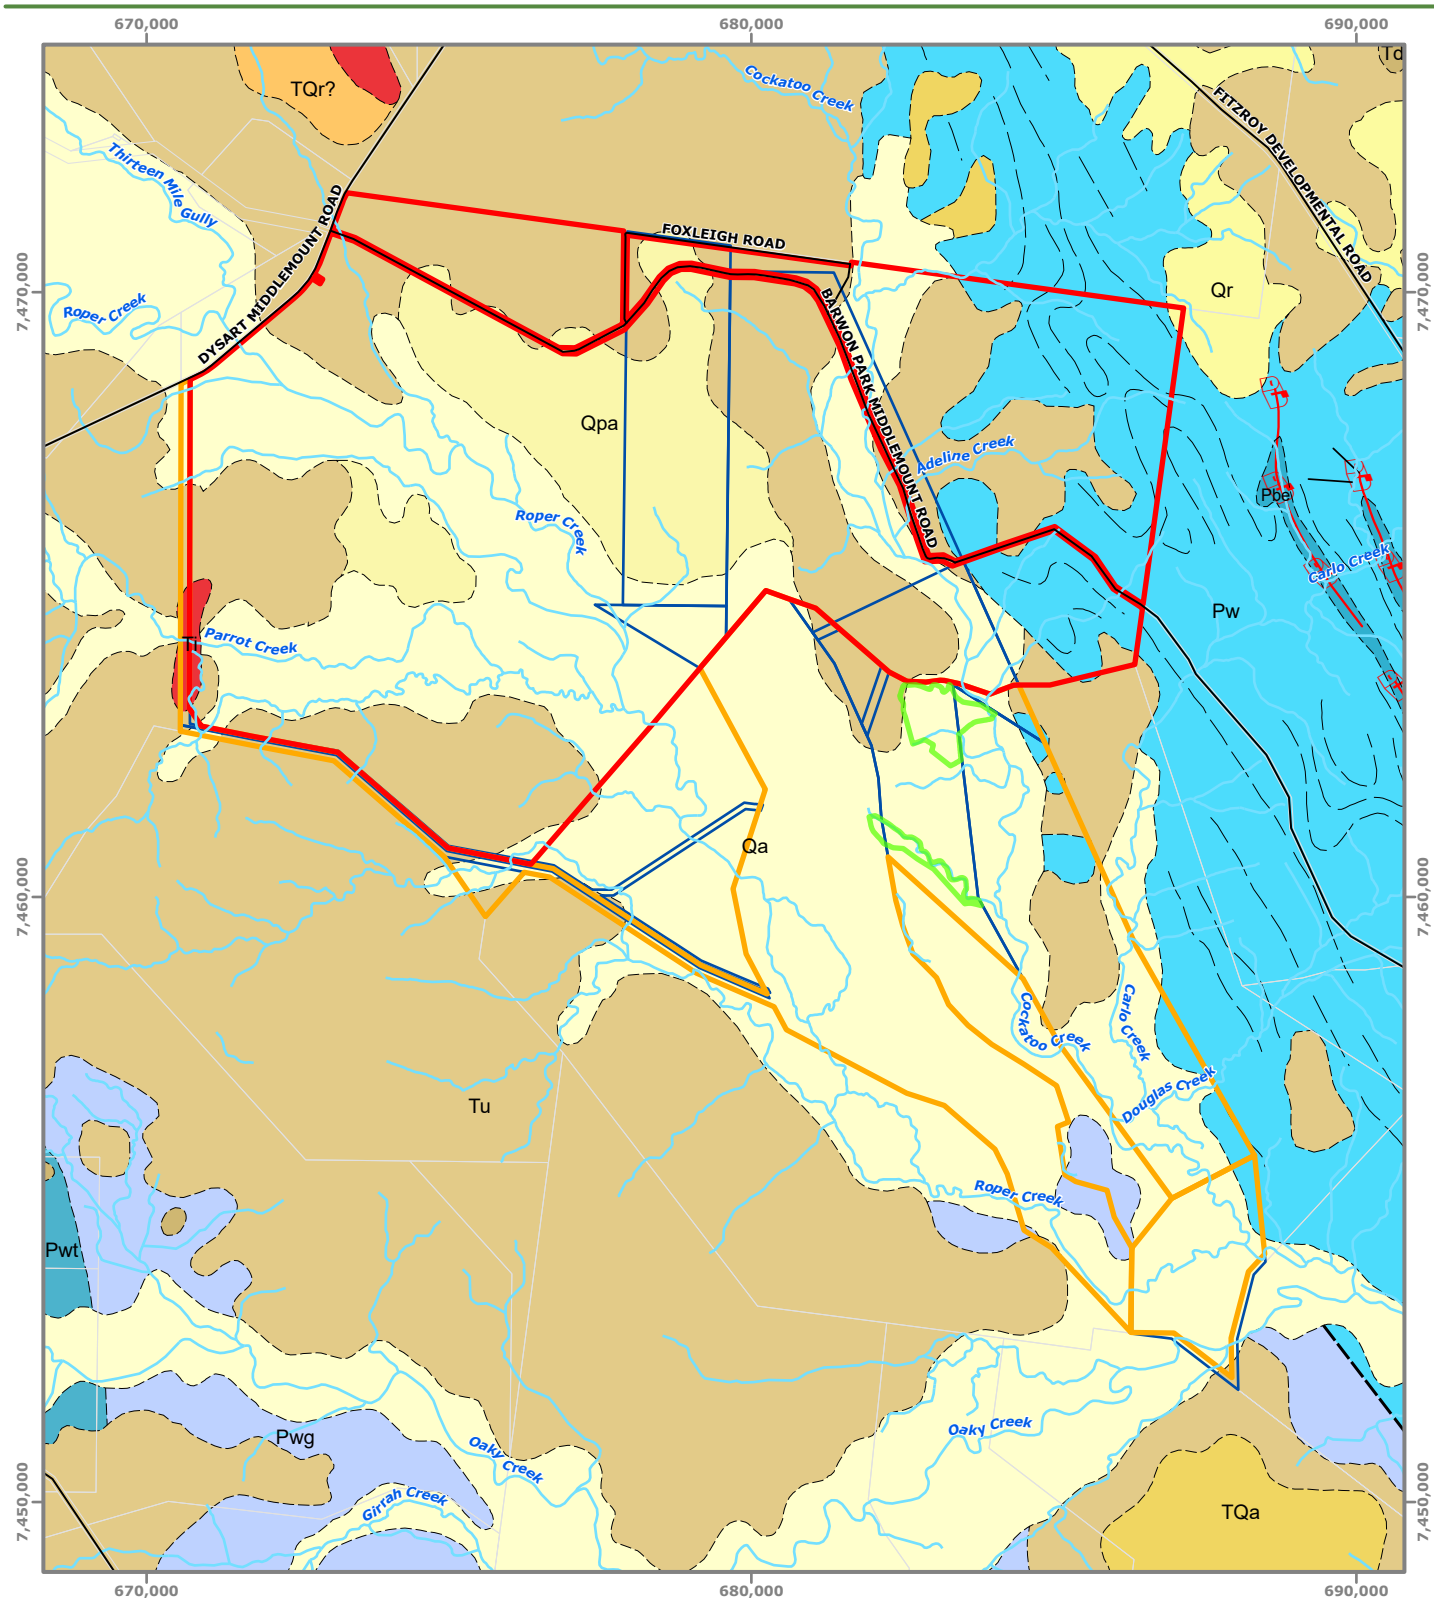 670,000
680,000
690,000
Td
TQr?
Cockatoo Creek
FITZROY DEVELOPMENTAL ROAD
Thirteen Mile Gully
DYSART MIDDLEMOUNT ROAD
FOXLEIGH ROAD
7,470,000
7,470,000
Qr
Roper Creek
BARWON PARK MIDDLEMOUNT ROAD
Qpa
Adeline Creek
Pbe
Roper Creek
Carlo Creek
Pw
Parrot Creek
Qa
7,460,000
7,460,000
Cockatoo Creek
Carlo Creek
Douglas Creek
Tu
Roper Creek
Pwt
Pwg
Oaky Creek
Oaky Creek
Girrah Creek
TQa
7,450,000
7,450,000
670,000
680,000
690,000